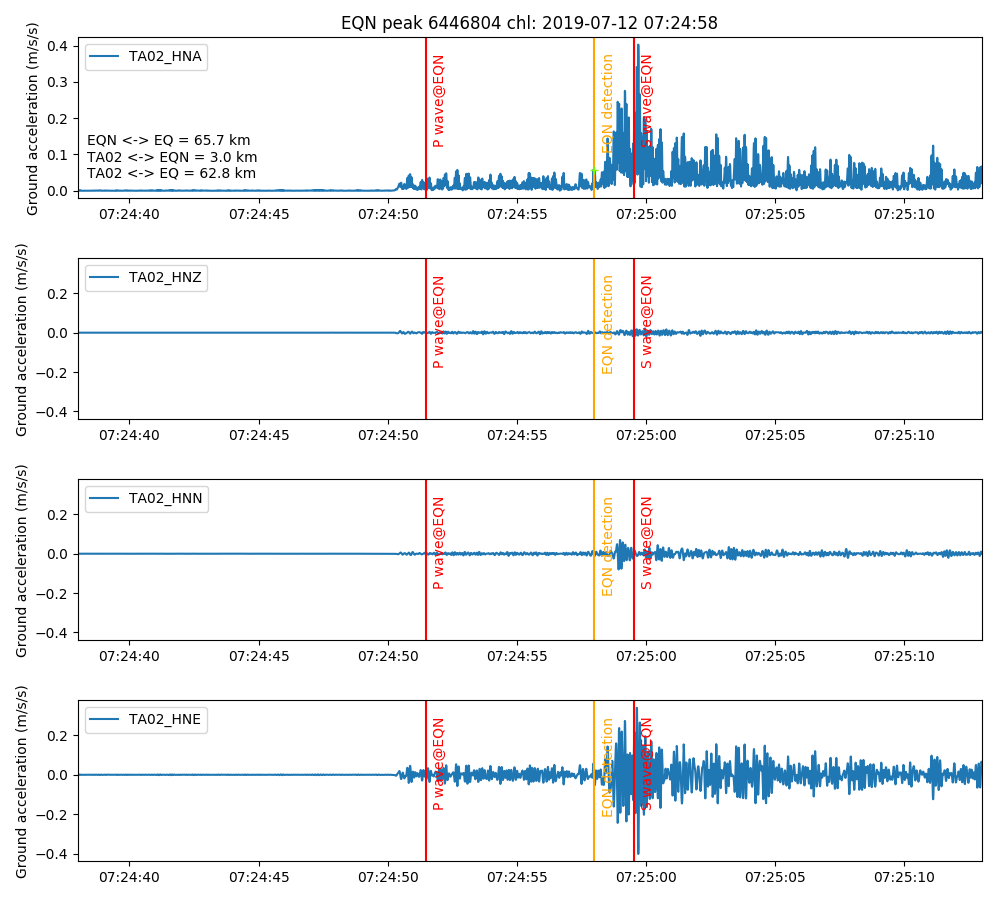 EQN peak 6446804 chl: 2019-07-12 07:24:58
Ground acceleration (m/s/s)
0.4
0.3
0.2
0.1
0.0
TA02_HNA
EQN <-> EQ = 65.7 km
TA02 <-> EQN = 3.0 km
TA02 <-> EQ = 62.8 km
P wave@EQN
EQN detection
S wave@EQN
07:24:40 07:24:45 07:24:50 07:24:55 07:25:00 07:25:05 07:25:10
Ground acceleration (m/s/s)
0.2
0.0
−0.2
−0.4
TA02_HNZ
P wave@EQN
EQN detection
S wave@EQN
07:24:40 07:24:45 07:24:50 07:24:55 07:25:00 07:25:05 07:25:10
Ground acceleration (m/s/s)
0.2
0.0
−0.2
−0.4
TA02_HNN
P wave@EQN
EQN detection
S wave@EQN
07:24:40 07:24:45 07:24:50 07:24:55 07:25:00 07:25:05 07:25:10
Ground acceleration (m/s/s)
0.2
0.0
−0.2
−0.4
TA02_HNE
P wave@EQN
EQN detection
S wave@EQN
07:24:40 07:24:45 07:24:50 07:24:55 07:25:00 07:25:05 07:25:10